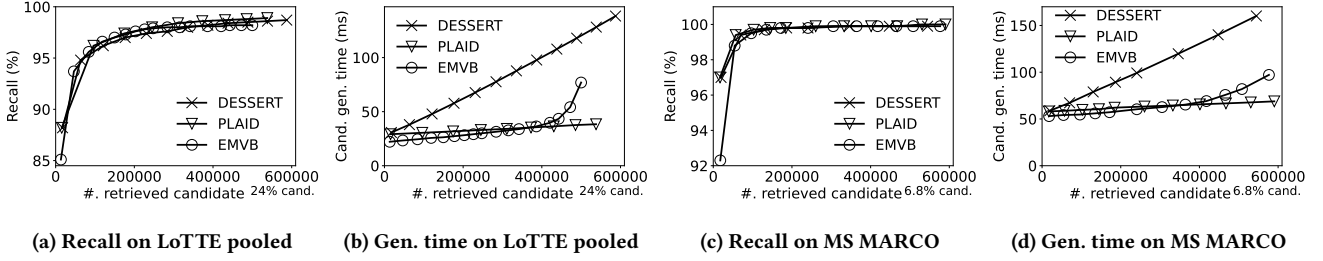 100
95
90
85
Recall (%)
DESSERT
PLAID
EMVB
0 200000 400000 600000
#. retrieved candidate 24% cand.
(a) Recall on LoTTE pooled
100
50
0
Cand. gen. time (ms)
DESSERT
PLAID
EMVB
0 200000 400000 600000
#. retrieved candidate 24% cand.
(b) Gen. time on LoTTE pooled
100
98
96
94
92
Recall (%)
DESSERT
PLAID
EMVB
0 200000 400000 600000
#. retrieved candidate 6.8% cand.
(c) Recall on MS MARCO
150
100
50
0
Cand. gen. time (ms)
DESSERT
PLAID
EMVB
0 200000 400000 600000
#. retrieved candidate 6.8% cand.
(d) Gen. time on MS MARCO